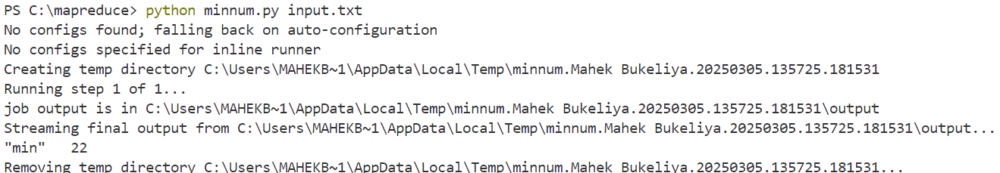 PS C:\mapreduce> python minnum.py input.txt
No configs found; falling back on auto-configuration
No configs specified for inline runner
Creating temp directory C:\Users\MAHEKB~1\AppData\Local\Temp\minnum.Mahek Bukeliya.20250305.135725.181531
Running step 1 of 1...
job output is in C:\Users\MAHEKB~1\AppData\Local\Temp\minnum.Mahek Bukeliya.20250305.135725.181531\output
Streaming final output from C:\Users\MAHEKB~1\AppData\Local\Temp\minnum.Mahek Bukeliya.20250305.135725.181531\output...
"min"   22
Removing temp directory C:\Users\MAHEKB~1\AppData\Local\Temp\minnum.Mahek Bukeliya.20250305.135725.181531...